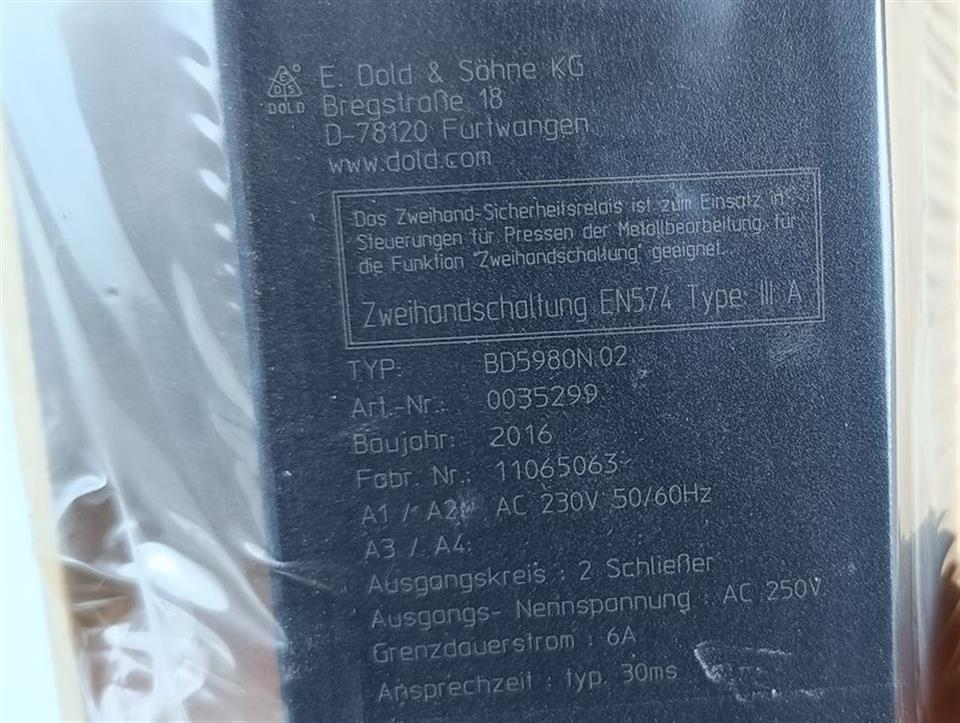 E. Dold & Söhne KG
Bregstraße 18
D-78120 Furtwangen
www.dold.com
E
D S
DOLD
Das Zweihand-Sicherheitsrelais ist zum Einsatz in
Steuerungen für Pressen der Metallbearbeitung, für
die Funktion "Zweihandschaltung" geeignet.
Zweihandschaltung EN574 Type: III A
TYP: BD5980N.02
Art.-Nr.: 0035299
Baujahr: 2016
Fabr. Nr.: 11065063
A1 / A2: AC 230V 50/60Hz
A3 / A4:
Ausgangskreis : 2 Schließer
Ausgangs- Nennspannung : AC 250V
Grenzdauerstrom : 6A
Ansprechzeit : typ. 30ms